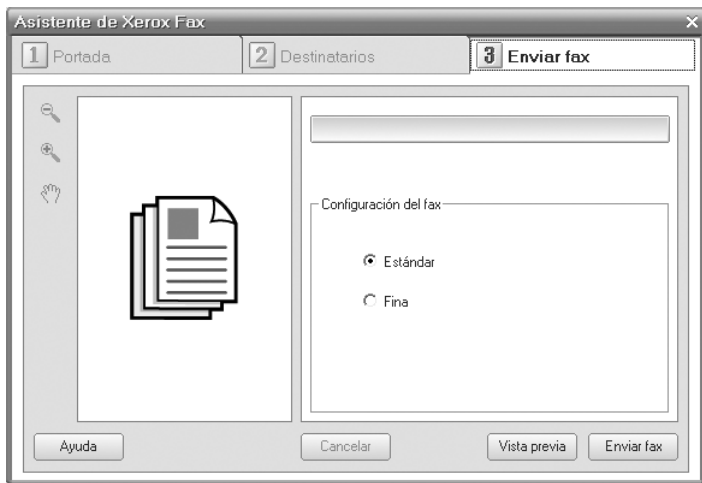 Asistente de Xerox Fax
1 Portada
2 Destinatarios
3 Enviar fax
Configuración del fax
Estándar
Fina
Ayuda
Cancelar
Vista previa
Enviar fax